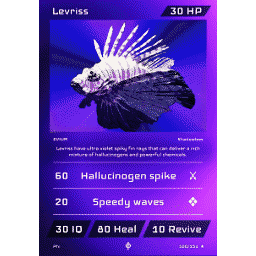 Levriss
30 HP
Levriss have ultra violet spiky fin rays that can deliver a rich
mixture of hallucinogens and powerful chemicals.
60 Hallucinogen spike
20 Speedy waves
30 IQ
80 Heal
10 Revive